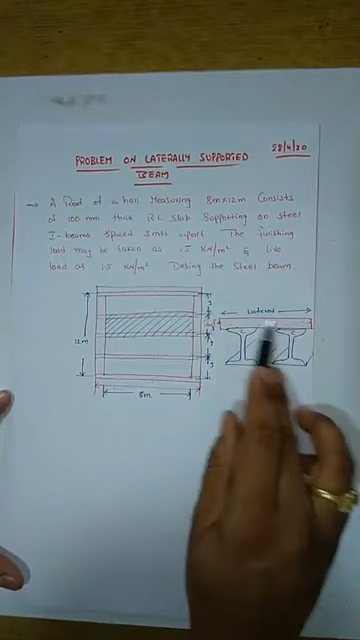 28/4/20
PROBLEM ON LATERALLY SUPPORTED
BEAM
→ A Roof of a hall Measuring 8m×12m Consists
of 100 mm thick R.C Slab Supporting on steel
I-beams Spaced 3mts apart The finishing
load may be taken as 1.5 KN/m² & live
load as 1.5 KN/m² Desing the Steel beam.
Lateral
12m
8m